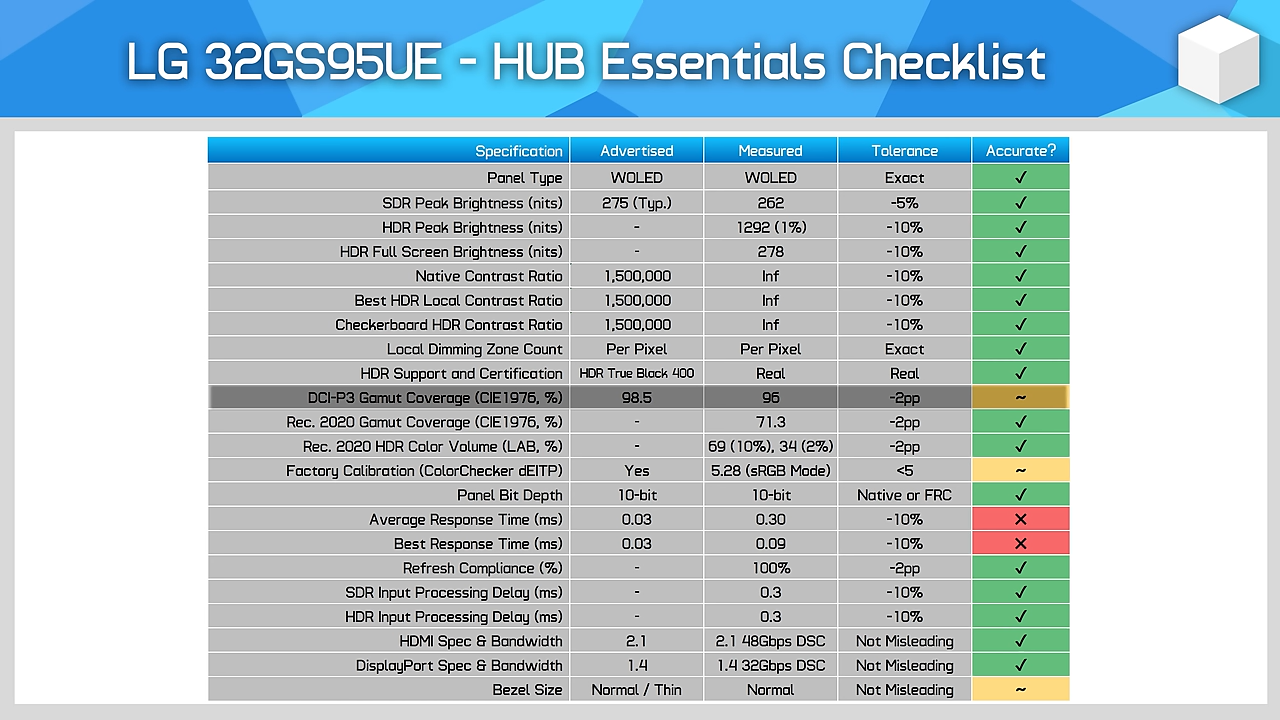 LG 32GS95UE - HUB Essentials Checklist
Specification Advertised Measured Tolerance Accurate?
Panel Type WOLED WOLED Exact ✓
SDR Peak Brightness (nits) 275 (Typ.) 262 -5% ✓
HDR Peak Brightness (nits) - 1292 (1%) -10% ✓
HDR Full Screen Brightness (nits) - 278 -10% ✓
Native Contrast Ratio 1,500,000 Inf -10% ✓
Best HDR Local Contrast Ratio 1,500,000 Inf -10% ✓
Checkerboard HDR Contrast Ratio 1,500,000 Inf -10% ✓
Local Dimming Zone Count Per Pixel Per Pixel Exact ✓
HDR Support and Certification HDR True Black 400 Real Real ✓
DCI-P3 Gamut Coverage (CIE1976, %) 98.5 96 -2pp ~
Rec. 2020 Gamut Coverage (CIE1976, %) - 71.3 -2pp ✓
Rec. 2020 HDR Color Volume (LAB, %) - 69 (10%), 34 (2%) -2pp ✓
Factory Calibration (ColorChecker dEITP) Yes 5.28 (sRGB Mode) <5 ~
Panel Bit Depth 10-bit 10-bit Native or FRC ✓
Average Response Time (ms) 0.03 0.30 -10% ✕
Best Response Time (ms) 0.03 0.09 -10% ✕
Refresh Compliance (%) - 100% -2pp ✓
SDR Input Processing Delay (ms) - 0.3 -10% ✓
HDR Input Processing Delay (ms) - 0.3 -10% ✓
HDMI Spec & Bandwidth 2.1 2.1 48Gbps DSC Not Misleading ✓
DisplayPort Spec & Bandwidth 1.4 1.4 32Gbps DSC Not Misleading ✓
Bezel Size Normal / Thin Normal Not Misleading ~